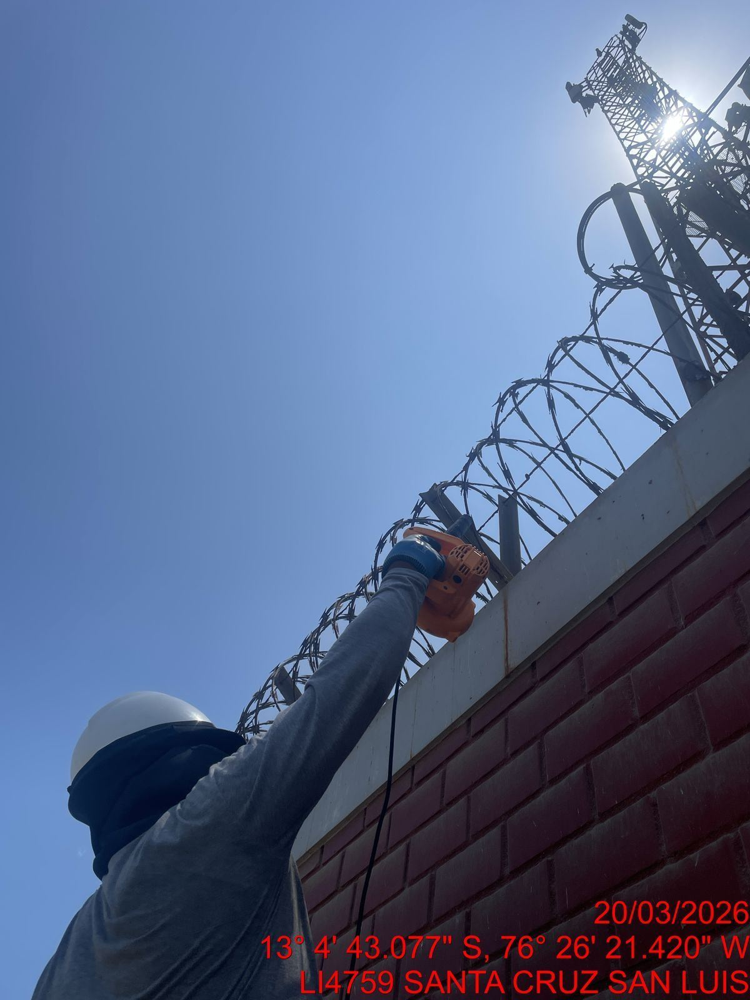 20/03/2026
13° 4' 43.077" S, 76° 26' 21.420" W
LI4759 SANTA CRUZ SAN LUIS